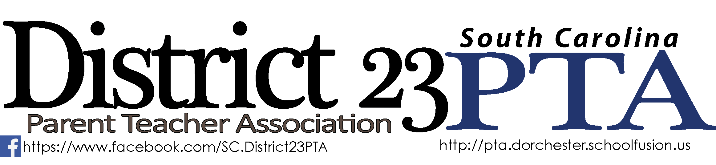 District 23 PTA
South Carolina
Parent Teacher Association
https://www.facebook.com/SC.District23PTA
http://pta.dorchester.schoolfusion.us